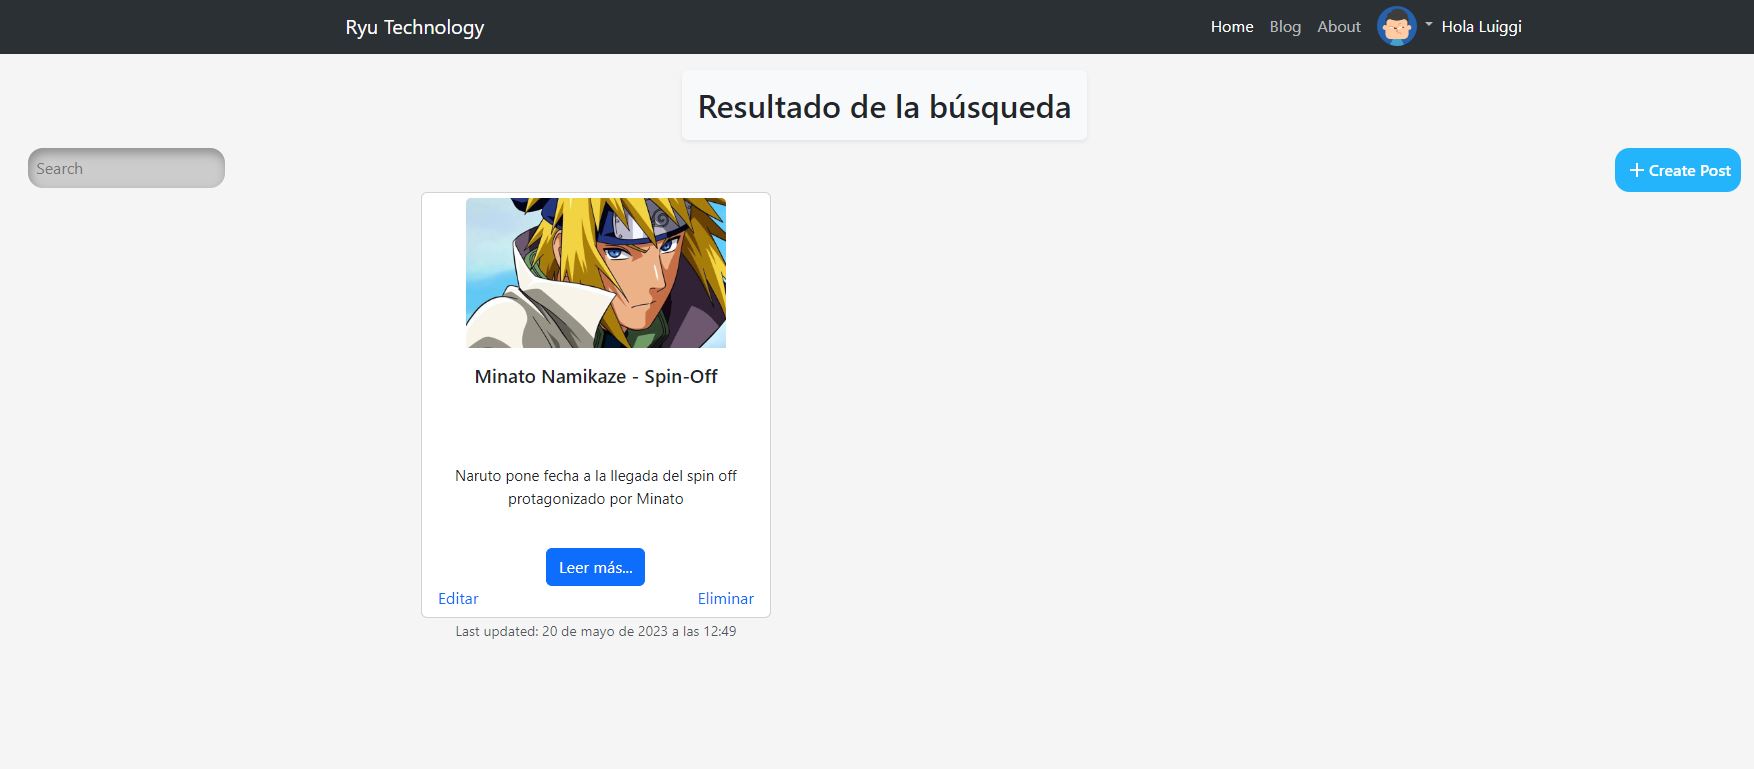 Ryu Technology
Home Blog About Hola Luiggi
Resultado de la búsqueda
Search
Create Post
Minato Namikaze - Spin-Off
Naruto pone fecha a la llegada del spin off
protagonizado por Minato
Leer más...
Editar Eliminar
Last updated: 20 de mayo de 2023 a las 12:49